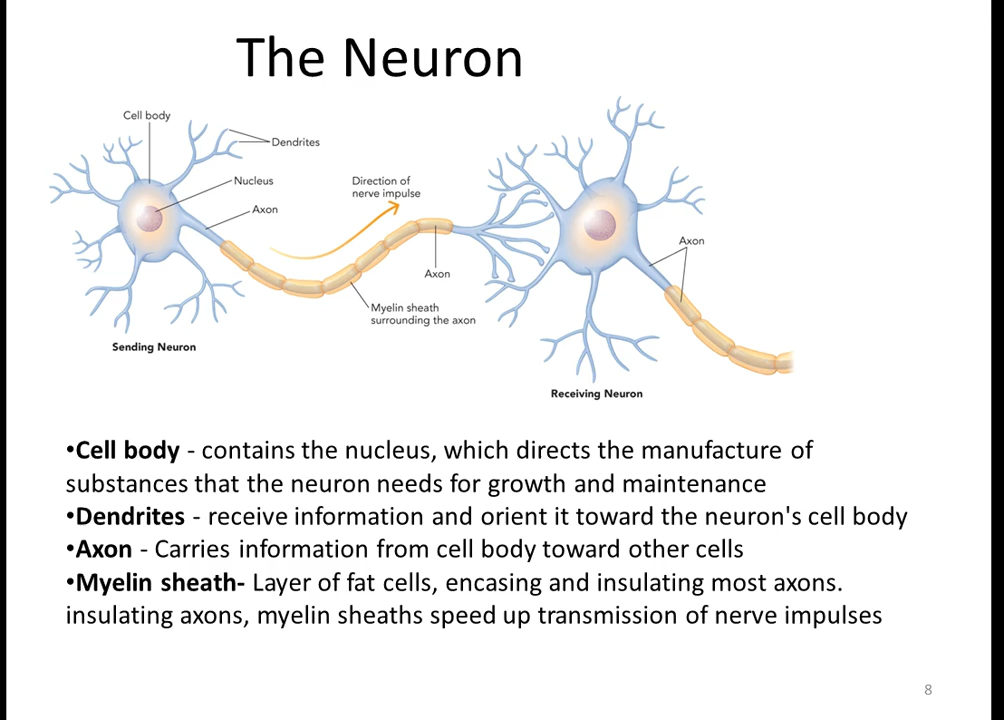 The Neuron
Cell body
Dendrites
Nucleus
Axon
Direction of
nerve impulse
Axon
Myelin sheath
surrounding the axon
Sending Neuron
Axon
Receiving Neuron
•Cell body - contains the nucleus, which directs the manufacture of
substances that the neuron needs for growth and maintenance
•Dendrites - receive information and orient it toward the neuron's cell body
•Axon - Carries information from cell body toward other cells
•Myelin sheath- Layer of fat cells, encasing and insulating most axons.
insulating axons, myelin sheaths speed up transmission of nerve impulses
8